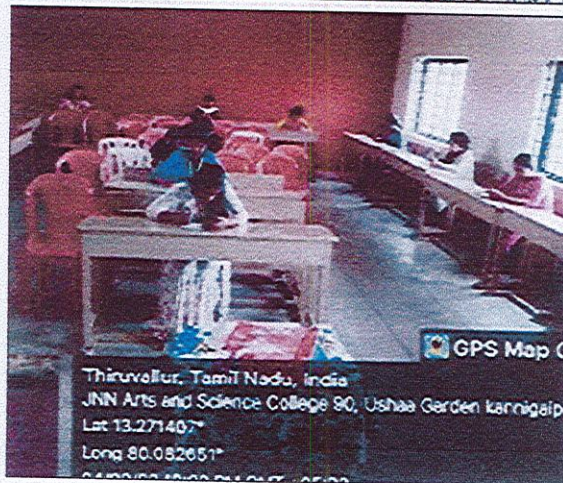 GPS Map C
Thiruvallur, Tamil Nadu, India
JNN Arts and Science College 90, Ushaa Garden kannigaip
Lat 13.271407°
Long 80.082651°